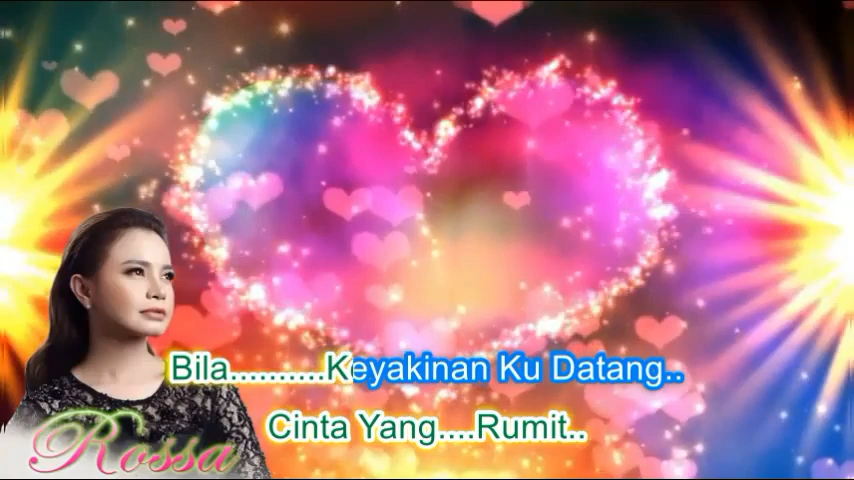 Bila..........Keyakinan Ku Datang..
Cinta Yang....Rumit..
Rossa